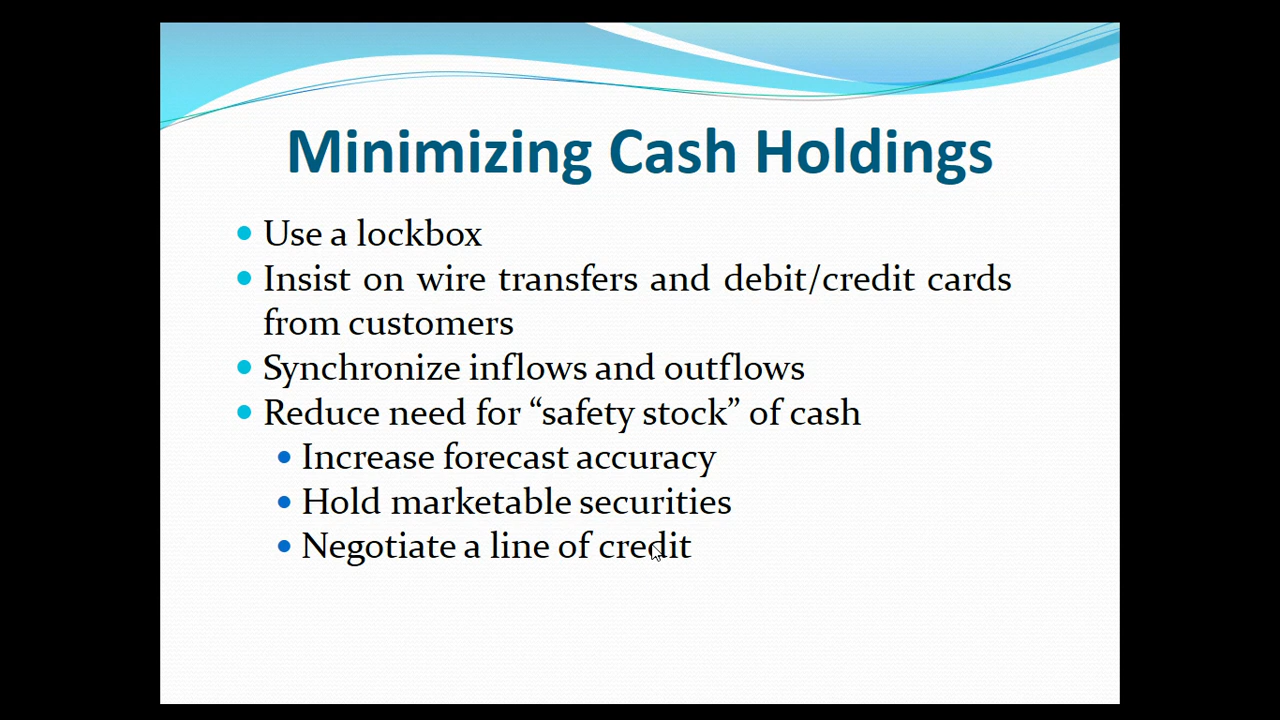 Minimizing Cash Holdings
• Use a lockbox
• Insist on wire transfers and debit/credit cards
from customers
• Synchronize inflows and outflows
• Reduce need for “safety stock” of cash
• Increase forecast accuracy
• Hold marketable securities
• Negotiate a line of credit